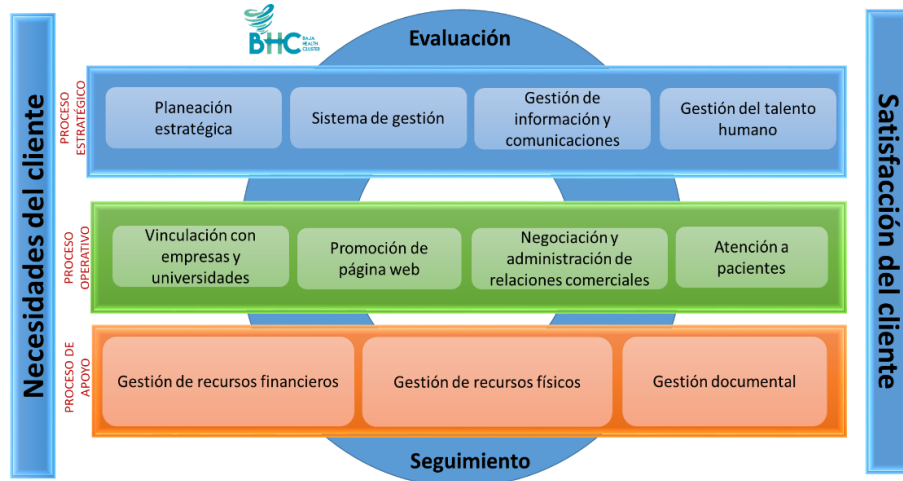 BHC
BAJA
HEALTH
CLUSTER
Evaluación
Necesidades del cliente
PROCESO
ESTRATÉGICO
Planeación
estratégica
Sistema de gestión
Gestión de
información y
comunicaciones
Gestión del talento
humano
PROCESO
OPERATIVO
Vinculación con
empresas y
universidades
Promoción de
página web
Negociación y
administración de
relaciones comerciales
Atención a
pacientes
PROCESO DE
APOYO
Gestión de recursos financieros
Gestión de recursos físicos
Gestión documental
Seguimiento
Satisfacción del cliente